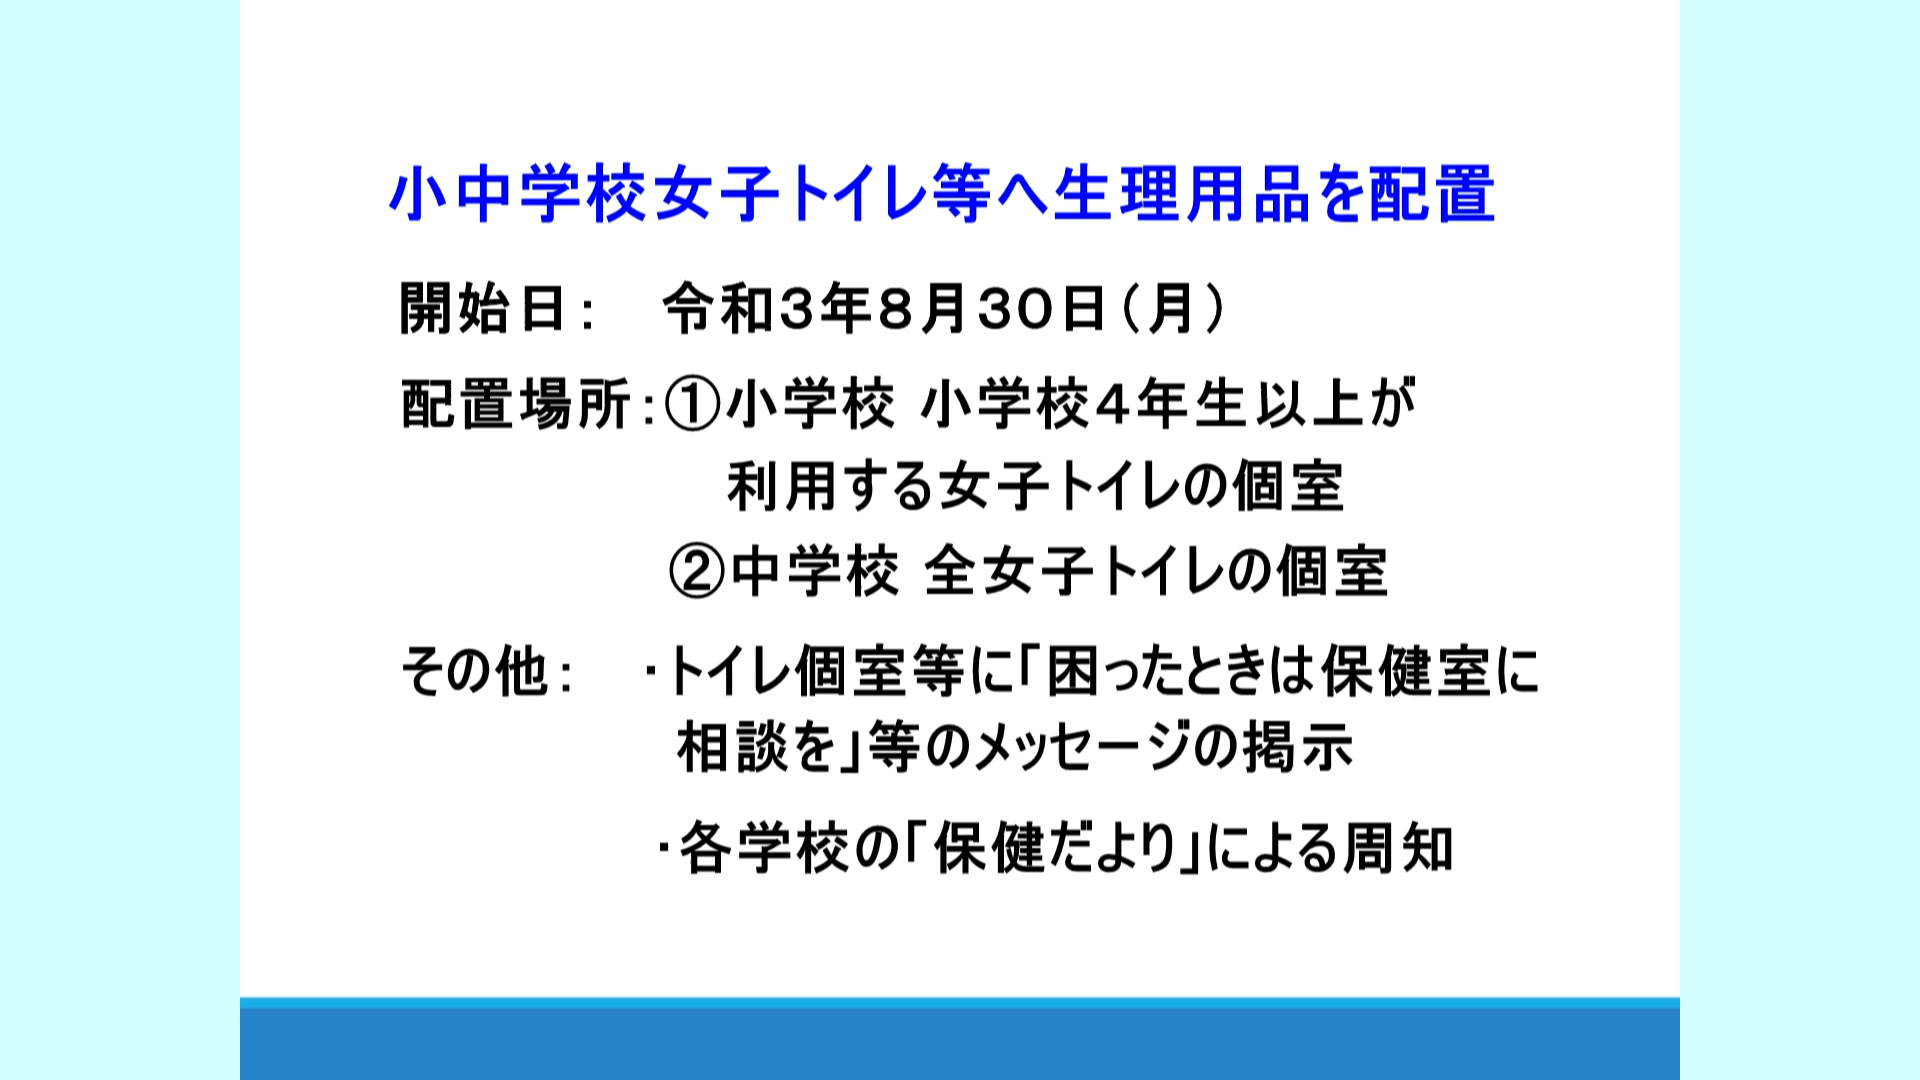 小中学校女子トイレ等へ生理用品を配置
開始日：　令和３年８月３０日（月）
配置場所：①小学校 小学校４年生以上が
利用する女子トイレの個室
②中学校 全女子トイレの個室
その他：　・トイレ個室等に「困ったときは保健室に
相談を」等のメッセージの掲示
・各学校の「保健だより」による周知